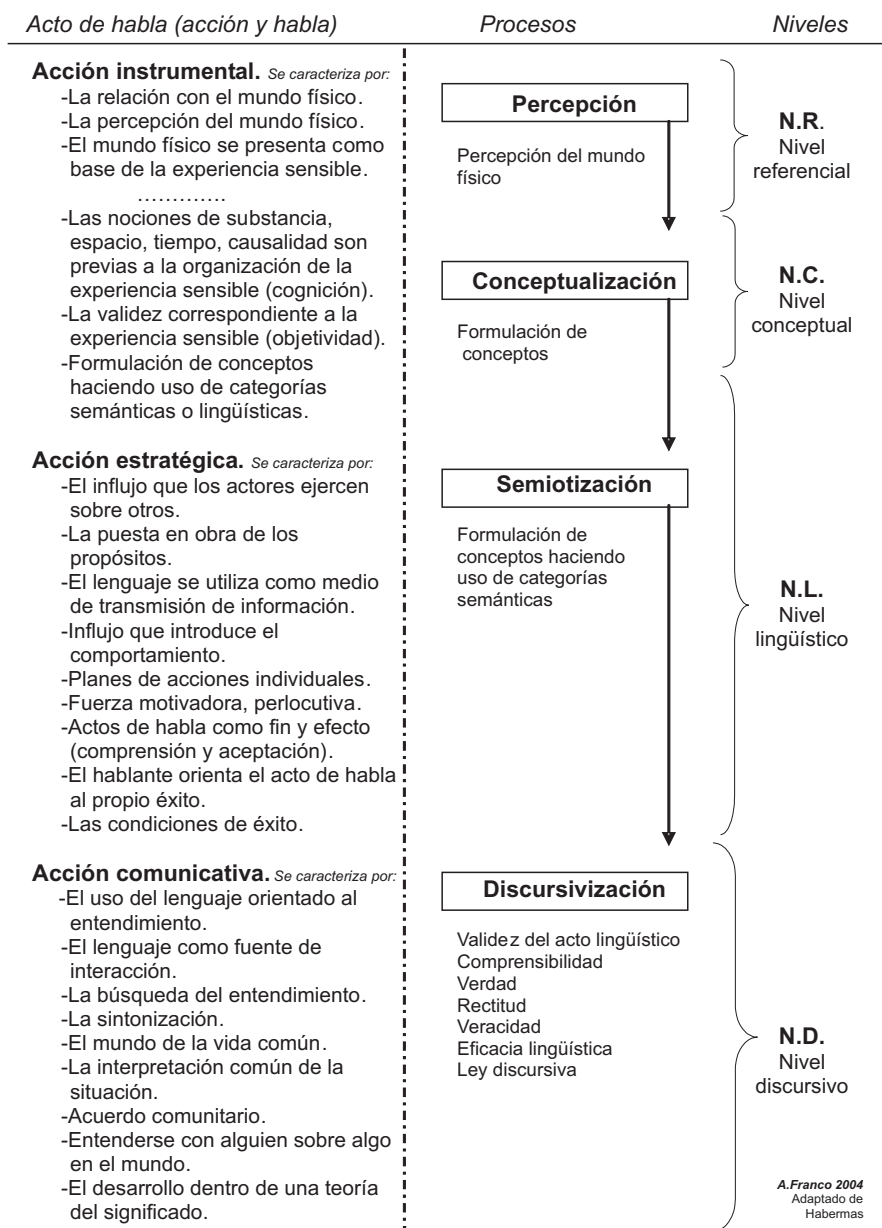 Acto de habla (acción y habla)
Procesos
Niveles
Acción instrumental. Se caracteriza por:
-La relación con el mundo físico.
-La percepción del mundo físico.
-El mundo físico se presenta como
base de la experiencia sensible.
………….
-Las nociones de substancia,
espacio, tiempo, causalidad son
previas a la organización de la
experiencia sensible (cognición).
-La validez correspondiente a la
experiencia sensible (objetividad).
-Formulación de conceptos
haciendo uso de categorías
semánticas o lingüísticas.
Acción estratégica. Se caracteriza por:
-El influjo que los actores ejercen
sobre otros.
-La puesta en obra de los
propósitos.
-El lenguaje se utiliza como medio
de transmisión de información.
-Influjo que introduce el
comportamiento.
-Planes de acciones individuales.
-Fuerza motivadora, perlocutiva.
-Actos de habla como fin y efecto
(comprensión y aceptación).
-El hablante orienta el acto de habla
al propio éxito.
-Las condiciones de éxito.
Acción comunicativa. Se caracteriza por:
-El uso del lenguaje orientado al
entendimiento.
-El lenguaje como fuente de
interacción.
-La búsqueda del entendimiento.
-La sintonización.
-El mundo de la vida común.
-La interpretación común de la
situación.
-Acuerdo comunitario.
-Entenderse con alguien sobre algo
en el mundo.
-El desarrollo dentro de una teoría
del significado.
Percepción
Percepción del mundo
físico
Conceptualización
Formulación de
conceptos
Semiotización
Formulación de
conceptos haciendo
uso de categorías
semánticas
Discursivización
Validez del acto lingüístico
Comprensibilidad
Verdad
Rectitud
Veracidad
Eficacia lingüística
Ley discursiva
N.R.
Nivel
referencial
N.C.
Nivel
conceptual
N.L.
Nivel
lingüístico
N.D.
Nivel
discursivo
A.Franco 2004
Adaptado de
Habermas